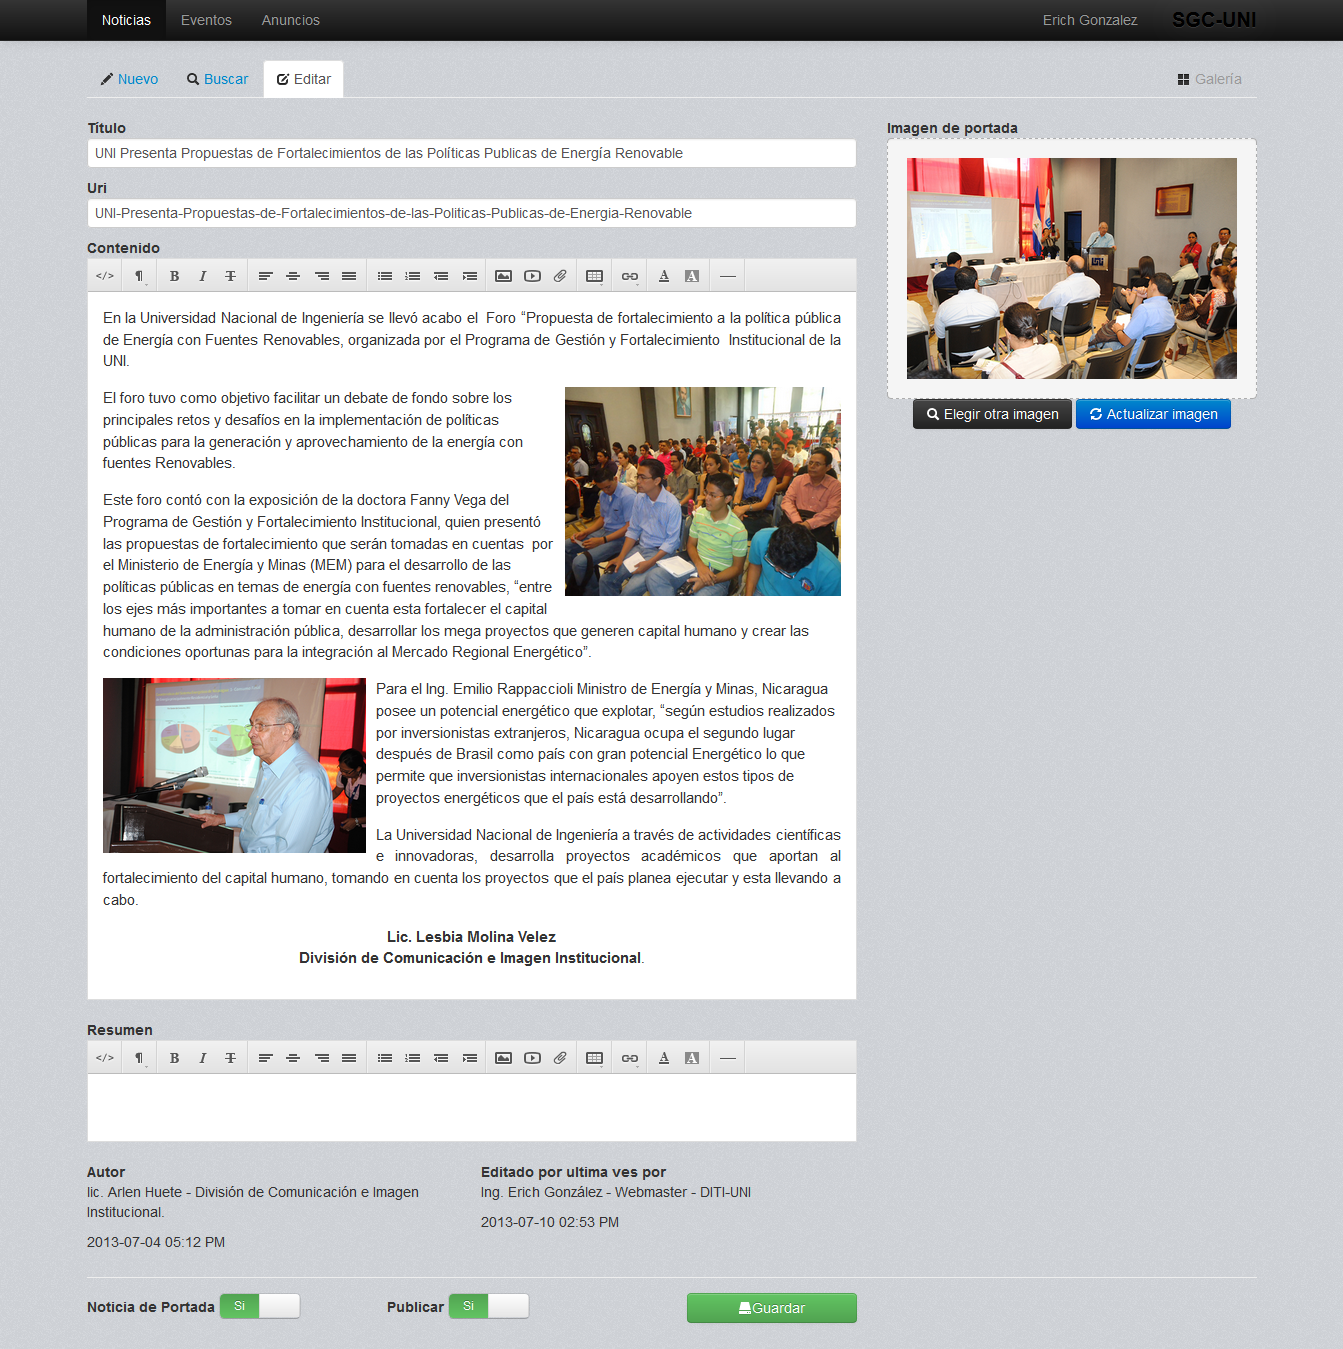 Noticias Eventos Anuncios Erich Gonzalez SGC-UNI
Nuevo Buscar Editar Galería
Título
UNI Presenta Propuestas de Fortalecimientos de las Políticas Publicas de Energía Renovable
Uri
UNI-Presenta-Propuestas-de-Fortalecimientos-de-las-Politicas-Publicas-de-Energia-Renovable
Contenido
En la Universidad Nacional de Ingeniería se llevó acabo el Foro “Propuesta de fortalecimiento a la política pública
de Energía con Fuentes Renovables, organizada por el Programa de Gestión y Fortalecimiento Institucional de la
UNI.
El foro tuvo como objetivo facilitar un debate de fondo sobre los
principales retos y desafíos en la implementación de políticas
públicas para la generación y aprovechamiento de la energía con
fuentes Renovables.
Este foro contó con la exposición de la doctora Fanny Vega del
Programa de Gestión y Fortalecimiento Institucional, quien presentó
las propuestas de fortalecimiento que serán tomadas en cuentas por
el Ministerio de Energía y Minas (MEM) para el desarrollo de las
políticas públicas en temas de energía con fuentes renovables, “entre
los ejes más importantes a tomar en cuenta esta fortalecer el capital
humano de la administración pública, desarrollar los mega proyectos que generen capital humano y crear las
condiciones oportunas para la integración al Mercado Regional Energético”.
Para el Ing. Emilio Rappaccioli Ministro de Energía y Minas, Nicaragua
posee un potencial energético que explotar, “según estudios realizados
por inversionistas extranjeros, Nicaragua ocupa el segundo lugar
después de Brasil como país con gran potencial Energético lo que
permite que inversionistas internacionales apoyen estos tipos de
proyectos energéticos que el país está desarrollando”.
La Universidad Nacional de Ingeniería a través de actividades científicas
e innovadoras, desarrolla proyectos académicos que aportan al
fortalecimiento del capital humano, tomando en cuenta los proyectos que el país planea ejecutar y esta llevando a
cabo.
Lic. Lesbia Molina Velez
División de Comunicación e Imagen Institucional.
Imagen de portada
Elegir otra imagen Actualizar imagen
Resumen
Autor
lic. Arlen Huete - División de Comunicación e Imagen
Institucional.
2013-07-04 05:12 PM
Editado por ultima ves por
Ing. Erich González - Webmaster - DITI-UNI
2013-07-10 02:53 PM
Noticia de Portada Si Publicar Si Guardar